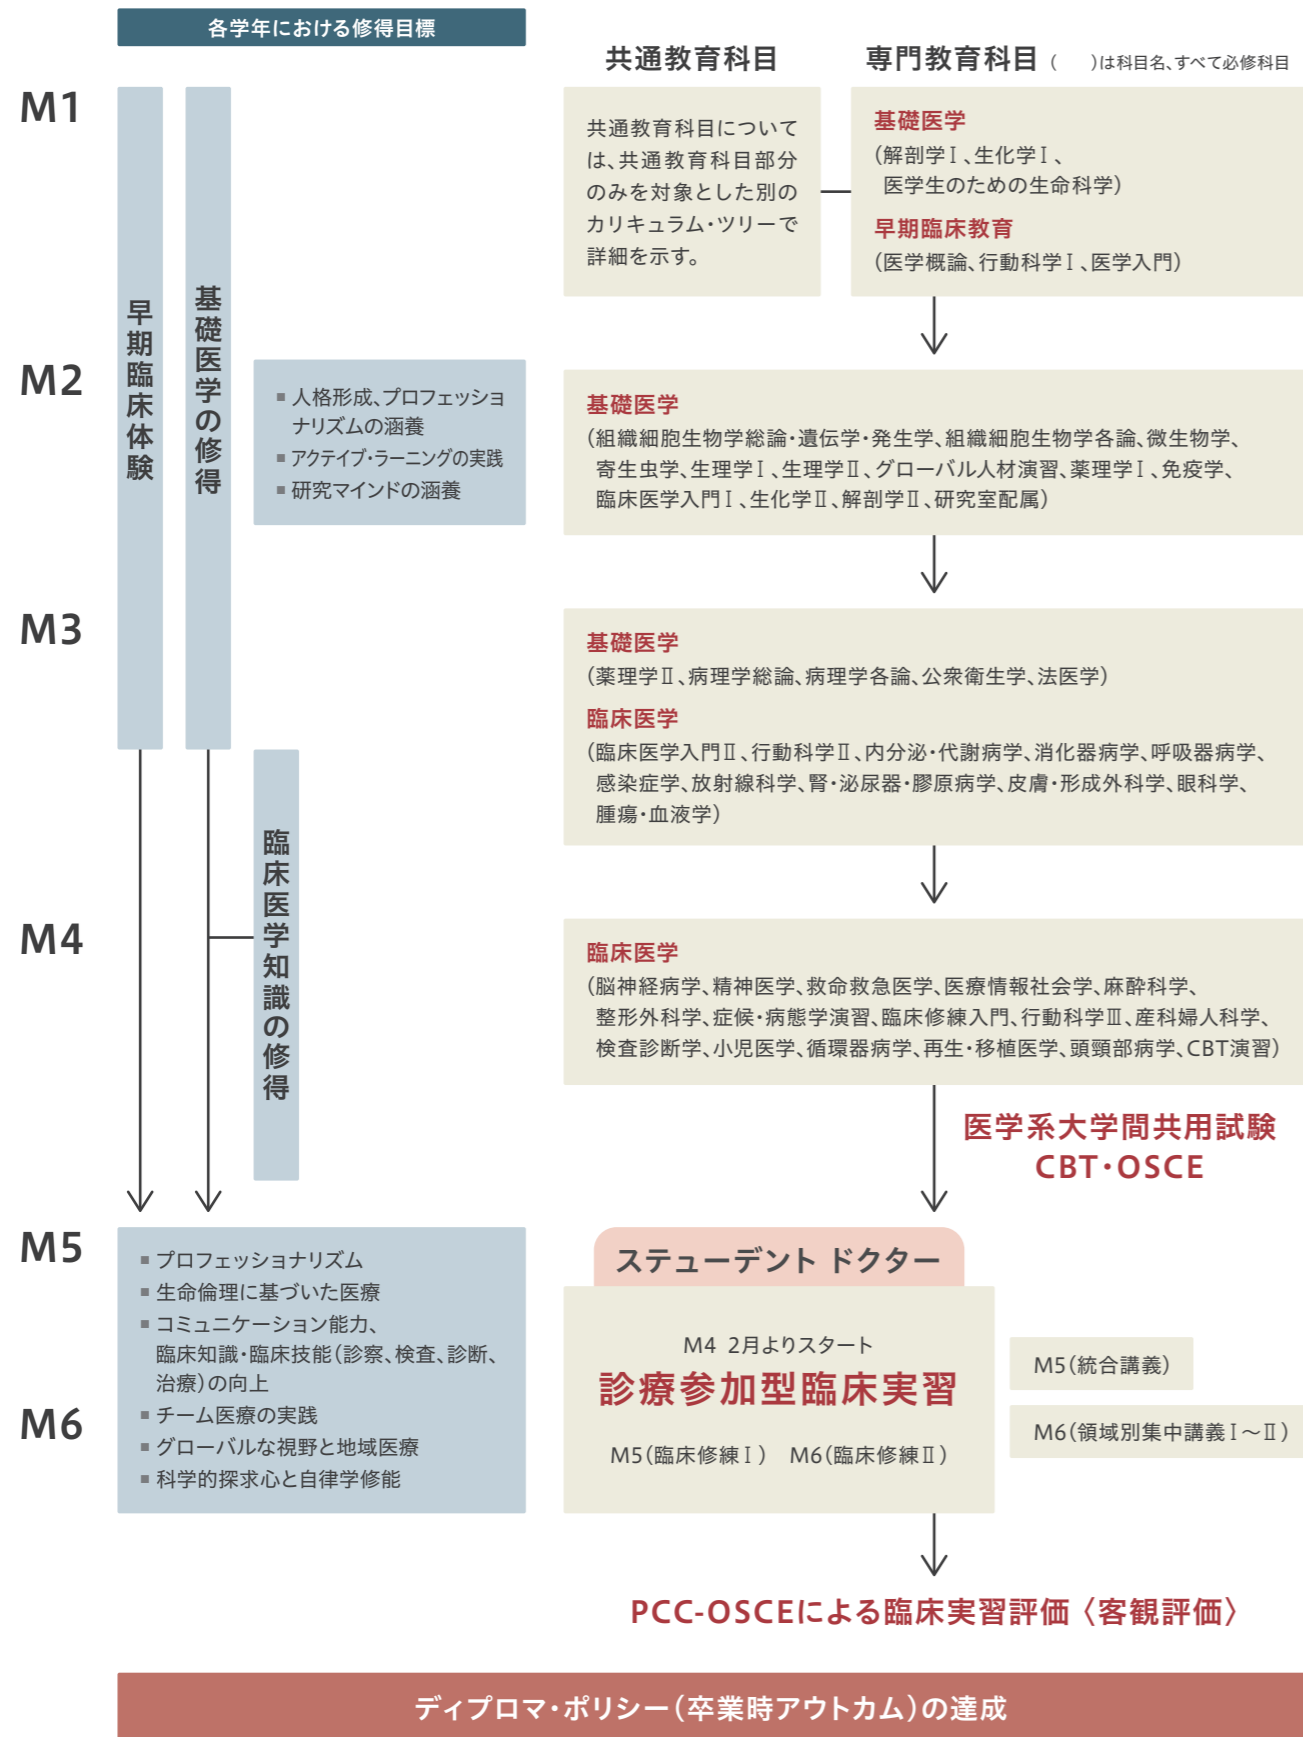 各学年における修得目標
共通教育科目
専門教育科目 (　)は科目名、すべて必修科目
M1
共通教育科目については、共通教育科目部分のみを対象とした別のカリキュラム・ツリーで詳細を示す。
基礎医学
(解剖学Ⅰ、生化学Ⅰ、
医学生のための生命科学)
早期臨床教育
(医学概論、行動科学Ⅰ、医学入門)
早期臨床体験
基礎医学の修得
M2
■ 人格形成、プロフェッショ
ナリズムの涵養
■ アクテイブ・ラーニングの実践
■ 研究マインドの涵養
基礎医学
(組織細胞生物学総論・遺伝学・発生学、組織細胞生物学各論、微生物学、
寄生虫学、生理学Ⅰ、生理学Ⅱ、グローバル人材演習、薬理学Ⅰ、免疫学、
臨床医学入門Ⅰ、生化学Ⅱ、解剖学Ⅱ、研究室配属)
M3
基礎医学
(薬理学Ⅱ、病理学総論、病理学各論、公衆衛生学、法医学)
臨床医学
(臨床医学入門Ⅱ、行動科学Ⅱ、内分泌・代謝病学、消化器病学、呼吸器病学、
感染症学、放射線科学、腎・泌尿器・膠原病学、皮膚・形成外科学、眼科学、
腫瘍・血液学)
臨床医学知識の修得
M4
臨床医学
(脳神経病学、精神医学、救命救急医学、医療情報社会学、麻酔科学、
整形外科学、症候・病態学演習、臨床修練入門、行動科学Ⅲ、産科婦人科学、
検査診断学、小児医学、循環器病学、再生・移植医学、頭頸部病学、CBT演習)
医学系大学間共用試験
CBT・OSCE
M5
■ プロフェッショナリズム
■ 生命倫理に基づいた医療
■ コミュニケーション能力、
臨床知識・臨床技能(診察、検査、診断、
治療)の向上
M6
■ チーム医療の実践
■ グローバルな視野と地域医療
■ 科学的探求心と自律学修能
ステューデント ドクター
M4 2月よりスタート
診療参加型臨床実習
M5(臨床修練Ⅰ) M6(臨床修練Ⅱ)
M5(統合講義)
M6(領域別集中講義Ⅰ～Ⅱ)
PCC-OSCEによる臨床実習評価〈客観評価〉
ディプロマ・ポリシー(卒業時アウトカム)の達成